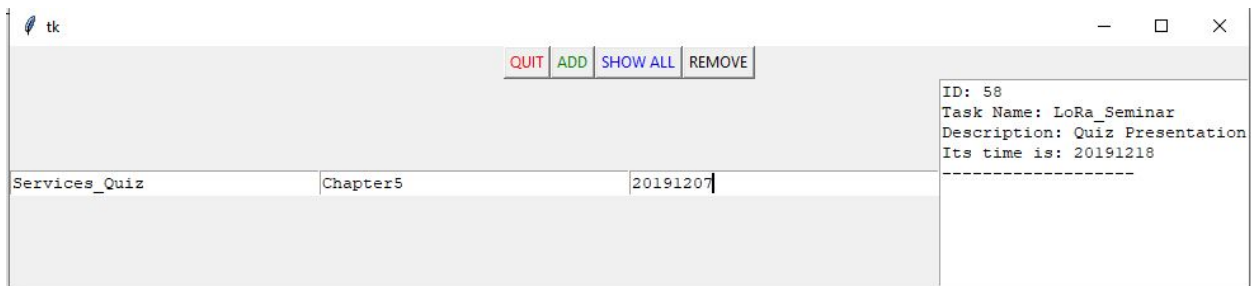 tk
QUIT ADD SHOW ALL REMOVE
ID: 58
Task Name: LoRa_Seminar
Description: Quiz Presentation
Its time is: 20191218
-------------------
Services_Quiz Chapter5 20191207